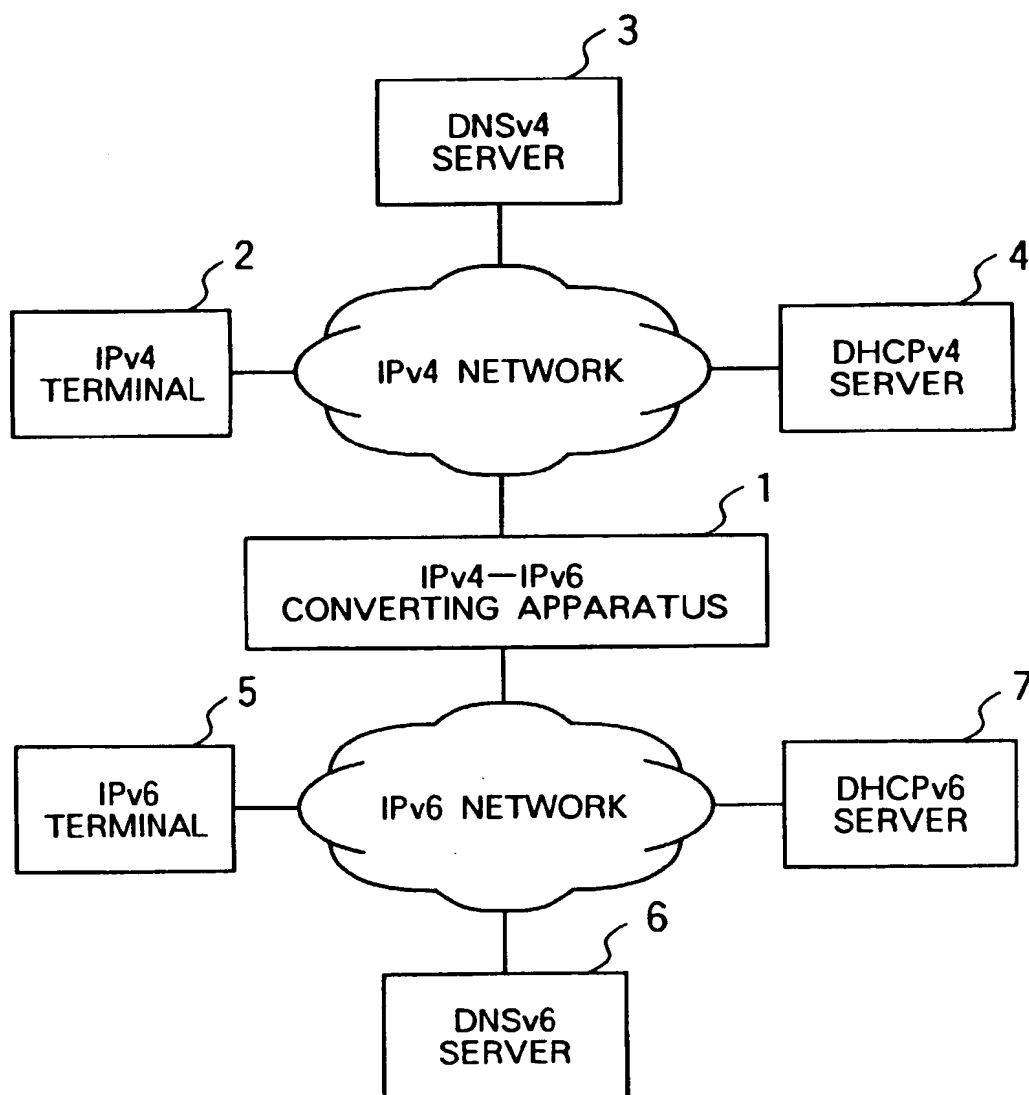 3
DNSv4
SERVER
2
4
IPv4
TERMINAL
IPv4 NETWORK
DHCPv4
SERVER
1
IPv4—IPv6
CONVERTING APPARATUS
5
7
IPv6
TERMINAL
IPv6 NETWORK
DHCPv6
SERVER
6
DNSv6
SERVER